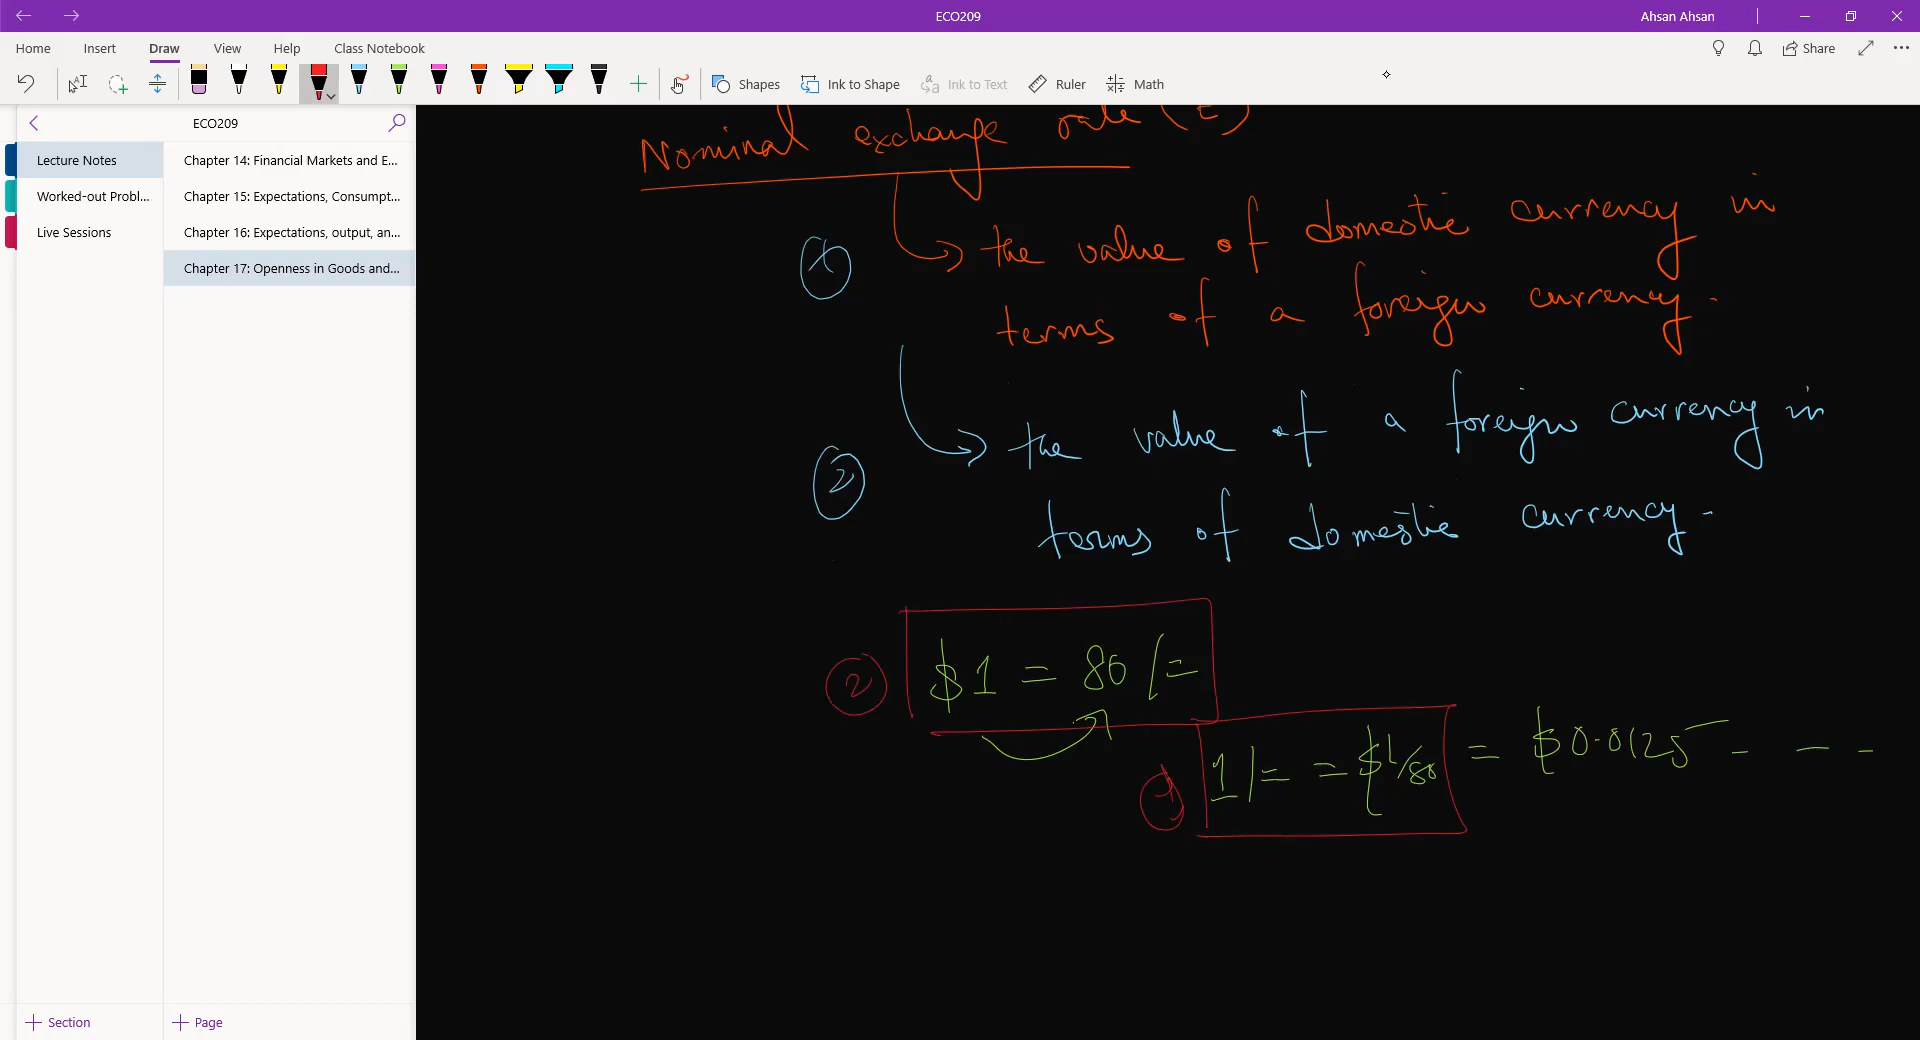 ECO209
Ahsan Ahsan
Home Insert Draw View Help Class Notebook
Share
Shapes Ink to Shape Ink to Text Ruler Math
ECO209
Lecture Notes
Worked-out Probl...
Live Sessions
Chapter 14: Financial Markets and E...
Chapter 15: Expectations, Consumpt...
Chapter 16: Expectations, output, an...
Chapter 17: Openness in Goods and...
Nominal exchange rate (E)
① → the value of domestic currency in
terms of a foreign currency.
② → the value of a foreign currency in
terms of domestic currency.
② $1 = 80/=
① 1/= = $1/80 = $0.0125 - - -
+ Section
+ Page